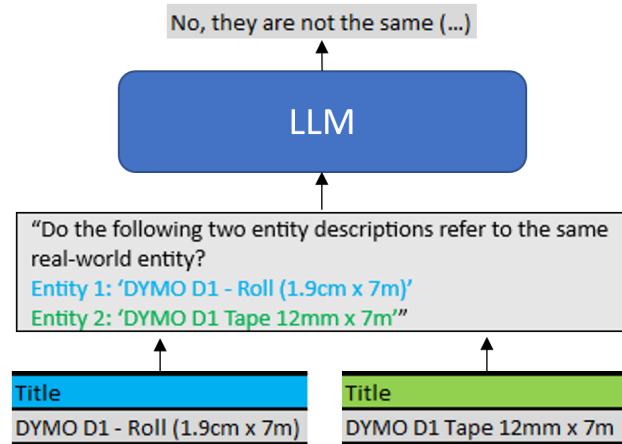 No, they are not the same (...)
LLM
“Do the following two entity descriptions refer to the same
real-world entity?
Entity 1: ‘DYMO D1 - Roll (1.9cm x 7m)’
Entity 2: ‘DYMO D1 Tape 12mm x 7m’”
Title
DYMO D1 - Roll (1.9cm x 7m)
Title
DYMO D1 Tape 12mm x 7m